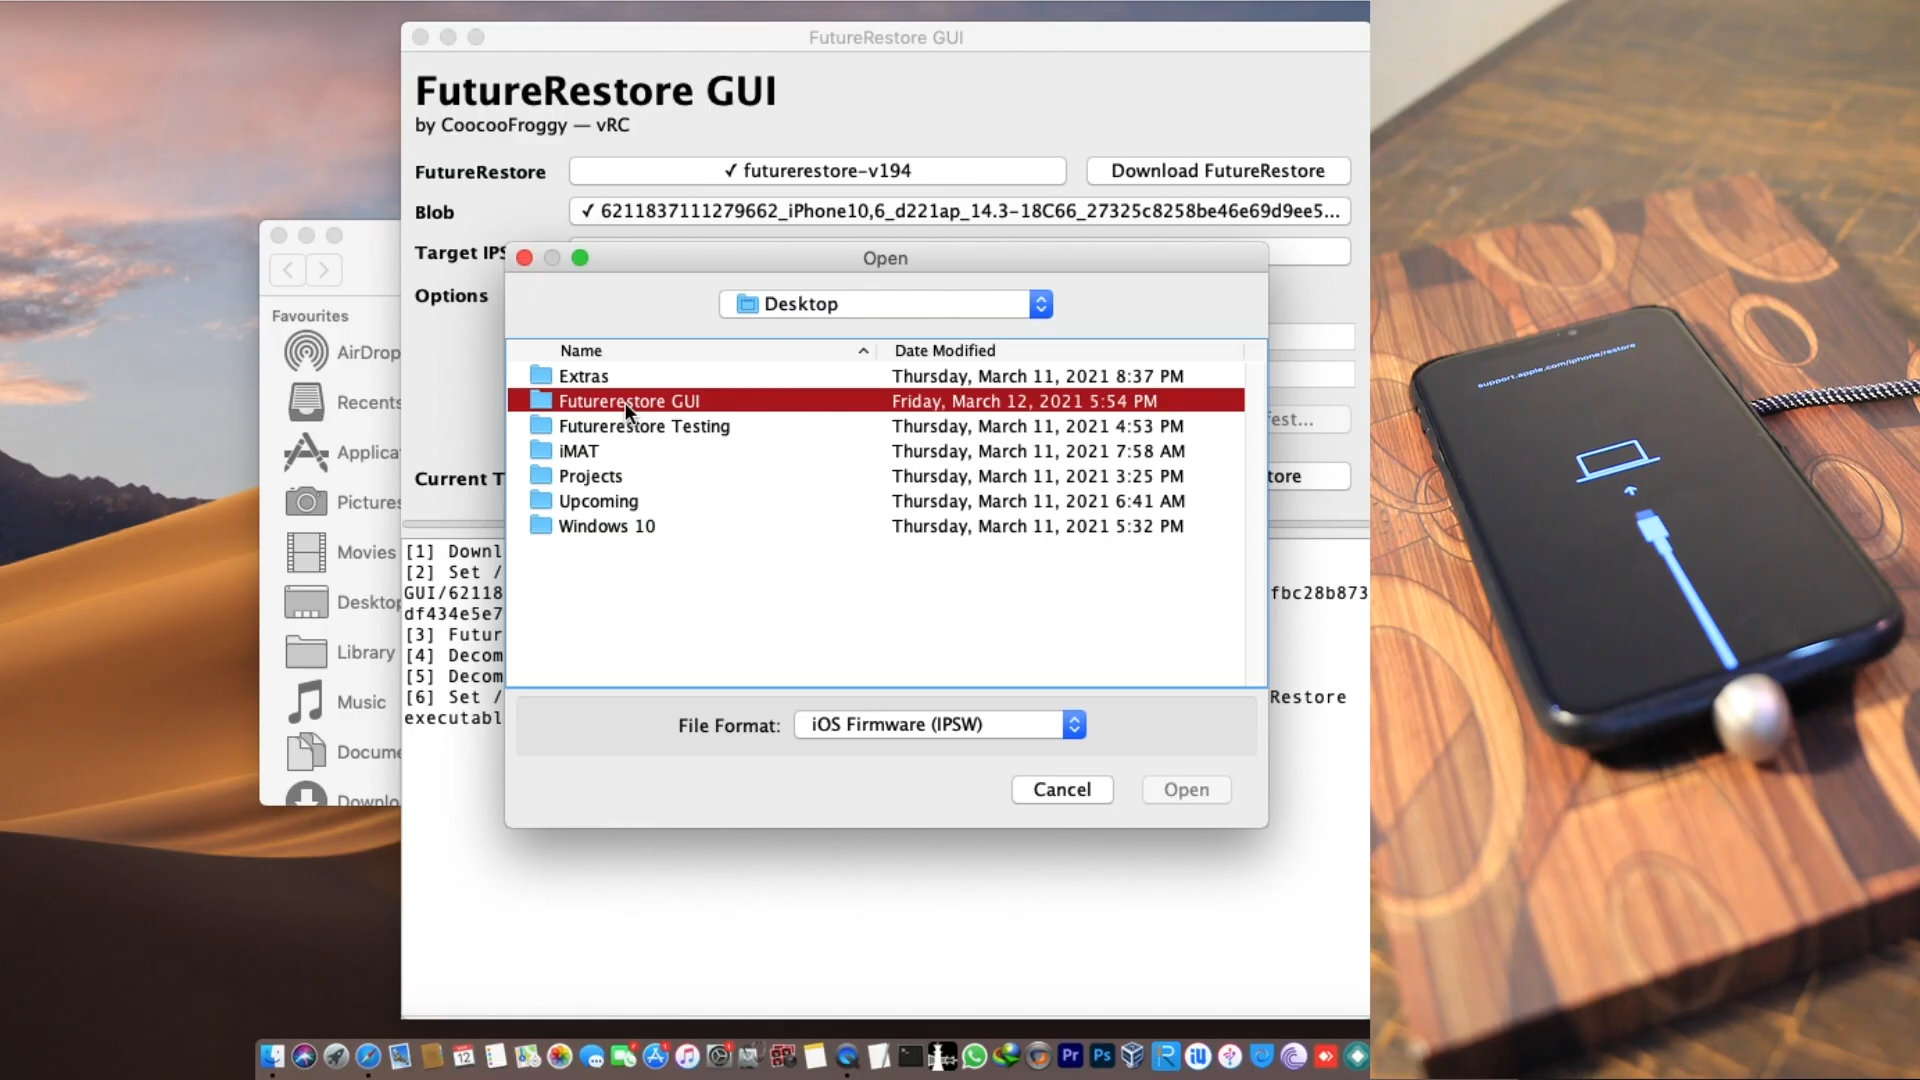 FutureRestore GUI
FutureRestore GUI
by CoocooFroggy — vRC
FutureRestore
✓ futurerestore-v194
Download FutureRestore
Blob
✓ 6211837111279662_iPhone10,6_d221ap_14.3-18C66_27325c8258be46e69d9ee5...
Target IPS
Options
Current T
tore
Open
Desktop
Name
Date Modified
Extras
Thursday, March 11, 2021 8:37 PM
Futurerestore GUI
Friday, March 12, 2021 5:54 PM
Futurerestore Testing
Thursday, March 11, 2021 4:53 PM
iMAT
Thursday, March 11, 2021 7:58 AM
Projects
Thursday, March 11, 2021 3:25 PM
Upcoming
Thursday, March 11, 2021 6:41 AM
Windows 10
Thursday, March 11, 2021 5:32 PM
File Format:
iOS Firmware (IPSW)
Cancel
Open
Favourites
AirDrop
Recents
Applica
Pictures
Movies
Desktop
Library
Music
Docume
Downlo
[1] Downl
[2] Set /
GUI/62118
fbc28b873
df434e5e7
[3] Futur
[4] Decom
[5] Decom
[6] Set /
Restore
executabl
12
Pr
Ps
support.apple.com/iphone/restore